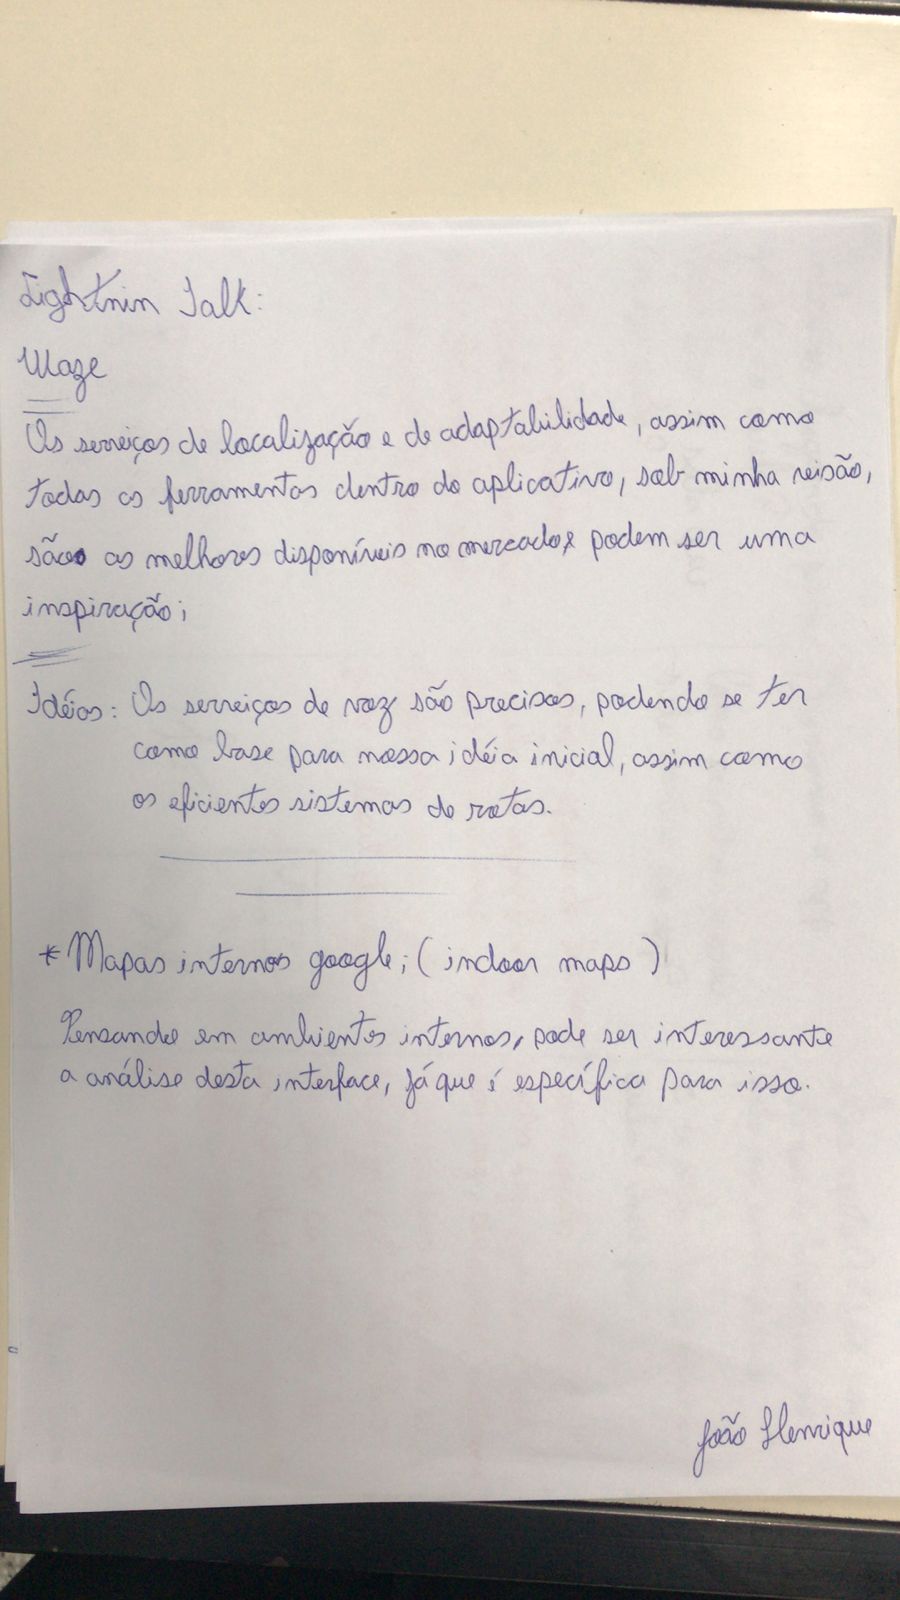 Lightnin Talk:
Waze
Os serviços de localização e de adaptabilidade, assim como
todas as ferramentas dentro do aplicativo, sob minha visão,
são as melhores disponíveis no mercado e podem ser uma
inspiração;
Idéias: Os serviços de voz são precisos, podendo se ter
como base para nossa idéia inicial, assim como
os eficientes sistemas de rotas.
* Mapas internos google; ( indoor maps )
Pensando em ambientes internos, pode ser interessante
a análise desta interface, já que é específica para isso.
João Henrique